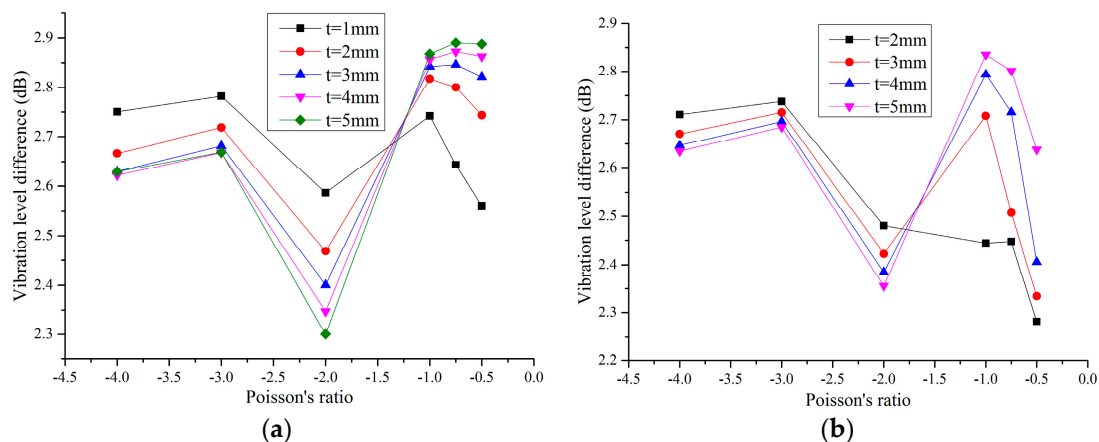 t=1mm
t=2mm
t=3mm
t=4mm
t=5mm
Vibration level difference (dB)
2.9
2.8
2.7
2.6
2.5
2.4
2.3
-4.5 -4.0 -3.5 -3.0 -2.5 -2.0 -1.5 -1.0 -0.5 0.0
Poisson's ratio
(a)
t=2mm
t=3mm
t=4mm
t=5mm
Vibration level difference (dB)
2.9
2.8
2.7
2.6
2.5
2.4
2.3
2.2
-4.5 -4.0 -3.5 -3.0 -2.5 -2.0 -1.5 -1.0 -0.5 0.0
Poisson's ratio
(b)